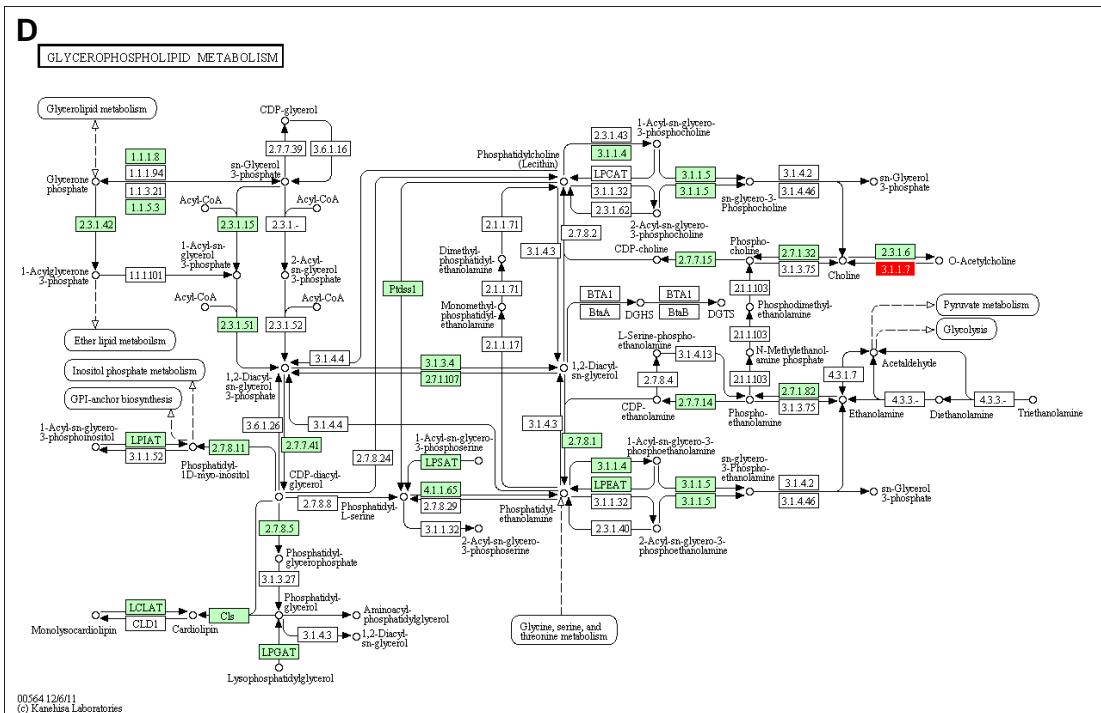 D
GLYCEROPHOSPHOLIPID METABOLISM
Glycerolipid metabolism
CDP-glycerol
2.7.7.39
3.6.1.16
sn-Glycerol
3-phosphate
Glycerone
phosphate
1.1.1.8
1.1.1.94
1.1.3.21
1.1.5.3
Acyl-CoA
Acyl-CoA
2.3.1.42
2.3.1.15
2.3.1.-
1-Acyl-sn-
glycerol
3-phosphate
2-Acyl-
sn-glycerol
3-phosphate
1-Acylglycerone
3-phosphate
1.1.1.101
Acyl-CoA
Acyl-CoA
2.3.1.51
2.3.1.52
Ether lipid metaboilsm
Inositol phosphate metabolism
GPI-anchor biosynthesis
1,2-Diacyl-
sn-glycerol
3-phosphate
3.1.4.4
3.1.3.4
2.7.1.107
1,2-Diacyl-
sn-glycerol
1-Acyl-sn-glycero-
3-phosphoinositol
LPIAT
3.1.1.52
Phosphatidyl-
1D-myo-inositol
2.7.8.11
3.6.1.26
2.7.7.41
3.1.4.4
2.7.8.24
CDP-diacyl-
glycerol
2.7.8.8
Phosphatidyl-
L-serine
1-Acyl-sn-glycero-
3-phosphoserine
LPSAT
4.1.1.65
2.7.8.29
3.1.1.32
2-Acyl-sn-glycero-
3-phosphoserine
Ptdss1
2.7.8.5
Phosphatidyl-
glycerophosphate
3.1.3.27
Phosphatidyl-
glycerol
LCLAT
CLD1
Monolysocardiolipin
Cardiolipin
Cls
Aminoacyl-
phosphatidylglycerol
3.1.4.3
1,2-Diacyl-
sn-glycerol
LPGAT
Lysophosphatidylglycerol
Phosphatidylcholine
(Lecithin)
2.1.1.71
Dimethyl-
phosphatidyl-
ethanolamine
2.1.1.71
Monomethyl-
phosphatidyl-
ethanolamine
2.1.1.17
3.1.4.3
2.7.8.2
1-Acyl-sn-glycero-
3-phosphocholine
2.3.1.43
3.1.1.4
LPCAT
3.1.1.32
2.3.1.62
2-Acyl-sn-glycero-
3-phosphocholine
3.1.1.5
3.1.1.5
sn-glycero-3-
Phosphocholine
3.1.4.2
3.1.4.46
sn-Glycerol
3-phosphate
CDP-choline
2.7.7.15
Phospho-
choline
2.7.1.32
3.1.3.75
Choline
2.3.1.6
3.1.1.7
O-Acetylcholine
BTA1
BtaA
DGHS
BTA1
BtaB
DGTS
2.1.1.103
Phosphodimethyl-
ethanolamine
2.1.1.103
N-Methylethanol-
amine phosphate
2.1.1.103
L-Serine-phospho-
ethanolamine
3.1.4.13
2.7.8.4
CDP-
ethanolamine
2.7.7.14
Phospho-
ethanolamine
2.7.1.82
3.1.3.75
Ethanolamine
4.3.1.7
Acetaldehyde
Pyruvate metabolism
Glycolysis
4.3.3.-
Diethanolamine
4.3.3.-
Triethanolamine
3.1.4.3
2.7.8.1
Phosphatidyl-
ethanolamine
1-Acyl-sn-glycero-3-
phosphoethanolamine
3.1.1.4
LPEAT
3.1.1.32
2.3.1.40
2-Acyl-sn-glycero-3-
phosphoethanolamine
3.1.1.5
3.1.1.5
sn-glycero-
3-Phospho-
ethanolamine
3.1.4.2
3.1.4.46
sn-Glycerol
3-phosphate
Glycine, serine, and
threonine metabolism
00564 12/6/11
(c) Kanehisa Laboratories